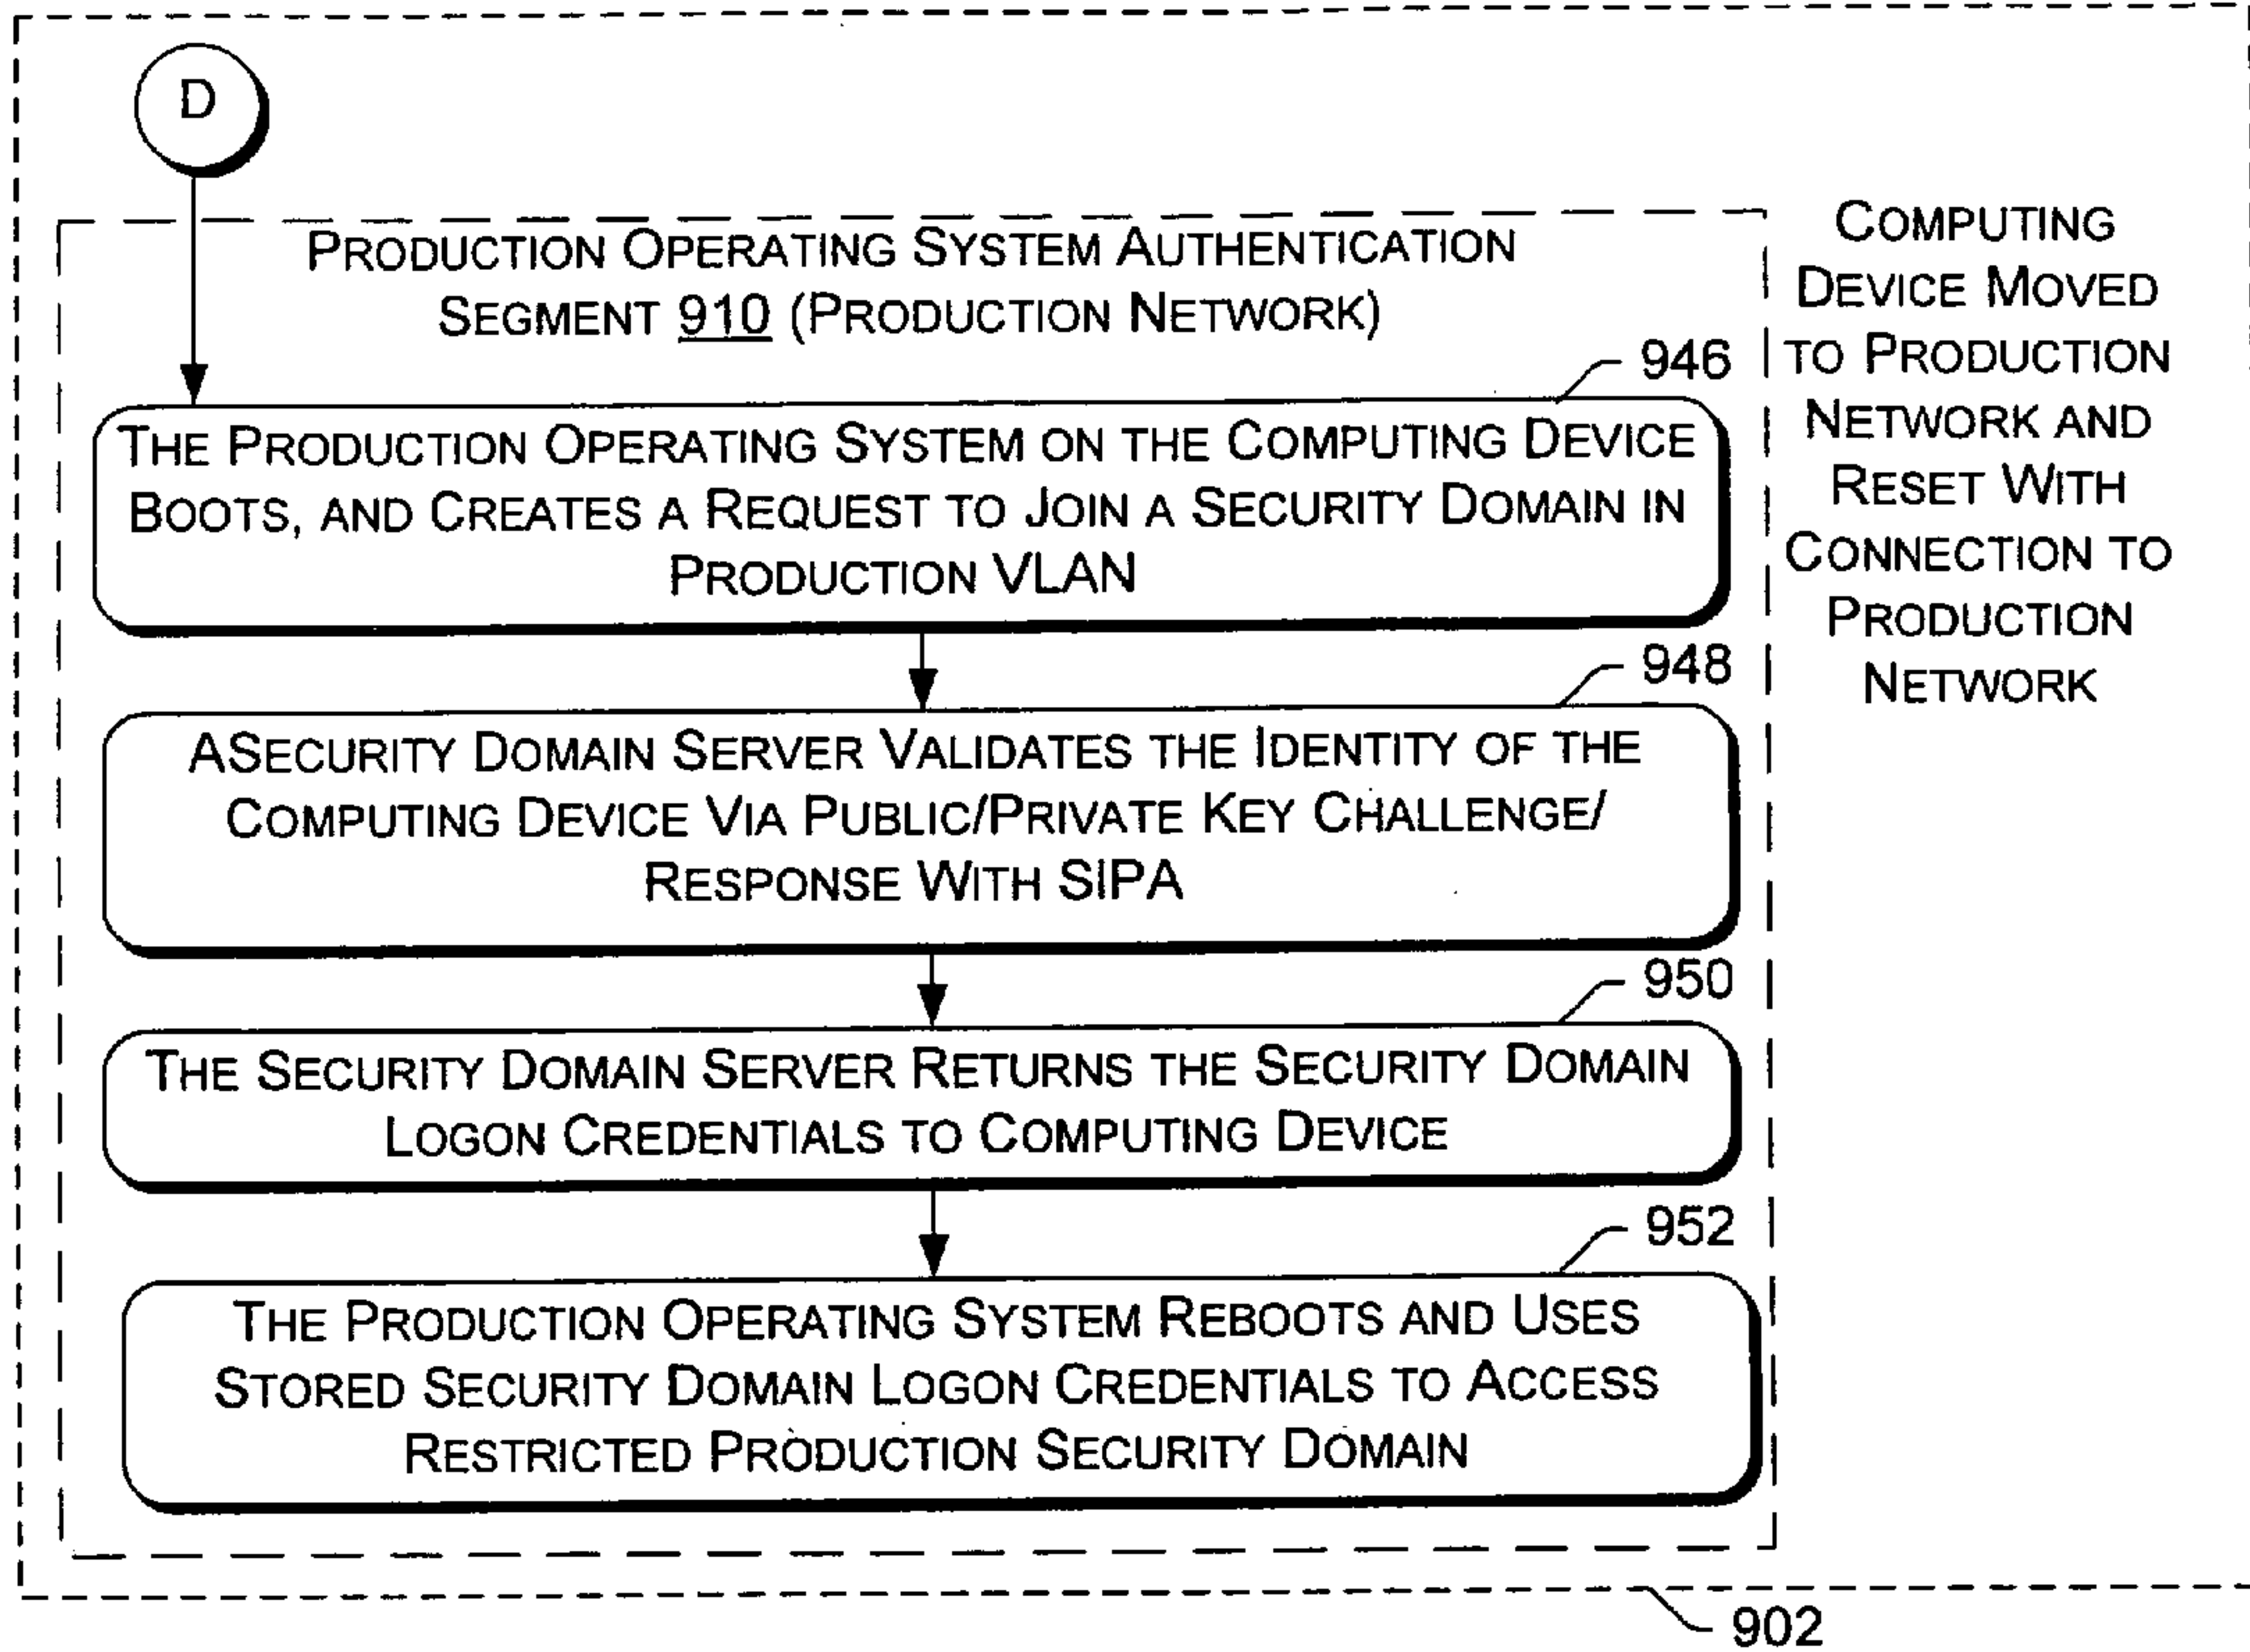 D
PRODUCTION OPERATING SYSTEM AUTHENTICATION
SEGMENT 910 (PRODUCTION NETWORK)
946
THE PRODUCTION OPERATING SYSTEM ON THE COMPUTING DEVICE
BOOTS, AND CREATES A REQUEST TO JOIN A SECURITY DOMAIN IN
PRODUCTION VLAN
948
ASECURITY DOMAIN SERVER VALIDATES THE IDENTITY OF THE
COMPUTING DEVICE VIA PUBLIC/PRIVATE KEY CHALLENGE/
RESPONSE WITH SIPA
950
THE SECURITY DOMAIN SERVER RETURNS THE SECURITY DOMAIN
LOGON CREDENTIALS TO COMPUTING DEVICE
952
THE PRODUCTION OPERATING SYSTEM REBOOTS AND USES
STORED SECURITY DOMAIN LOGON CREDENTIALS TO ACCESS
RESTRICTED PRODUCTION SECURITY DOMAIN
COMPUTING
DEVICE MOVED
TO PRODUCTION
NETWORK AND
RESET WITH
CONNECTION TO
PRODUCTION
NETWORK
902